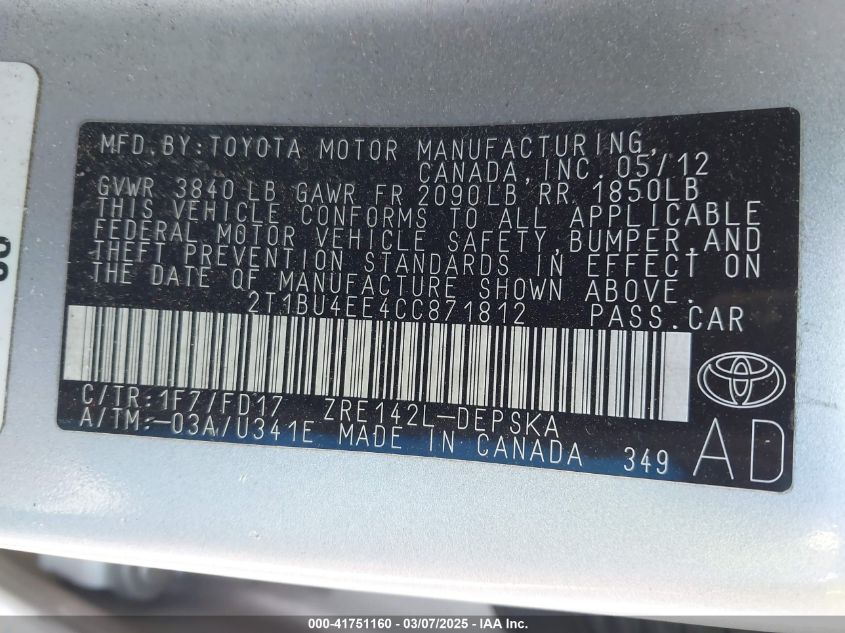 MFD.BY:TOYOTA MOTOR MANUFACTURING,
CANADA,INC.05/12
GVWR 3840 LB GAWR FR 2090LB RR 1850LB
THIS VEHICLE CONFORMS TO ALL APPLICABLE
FEDERAL MOTOR VEHICLE SAFETY,BUMPER,AND
THEFT PREVENTION STANDARDS IN EFFECT ON
THE DATE OF MANUFACTURE SHOWN ABOVE.
2T1BU4EE4CC871812 PASS.CAR
C/TR:1F7/FD17 ZRE142L-DEPSKA
A/TM:-03A/U341E MADE IN CANADA 349 AD
000-41751160 - 03/07/2025 - EDPA___Inc.